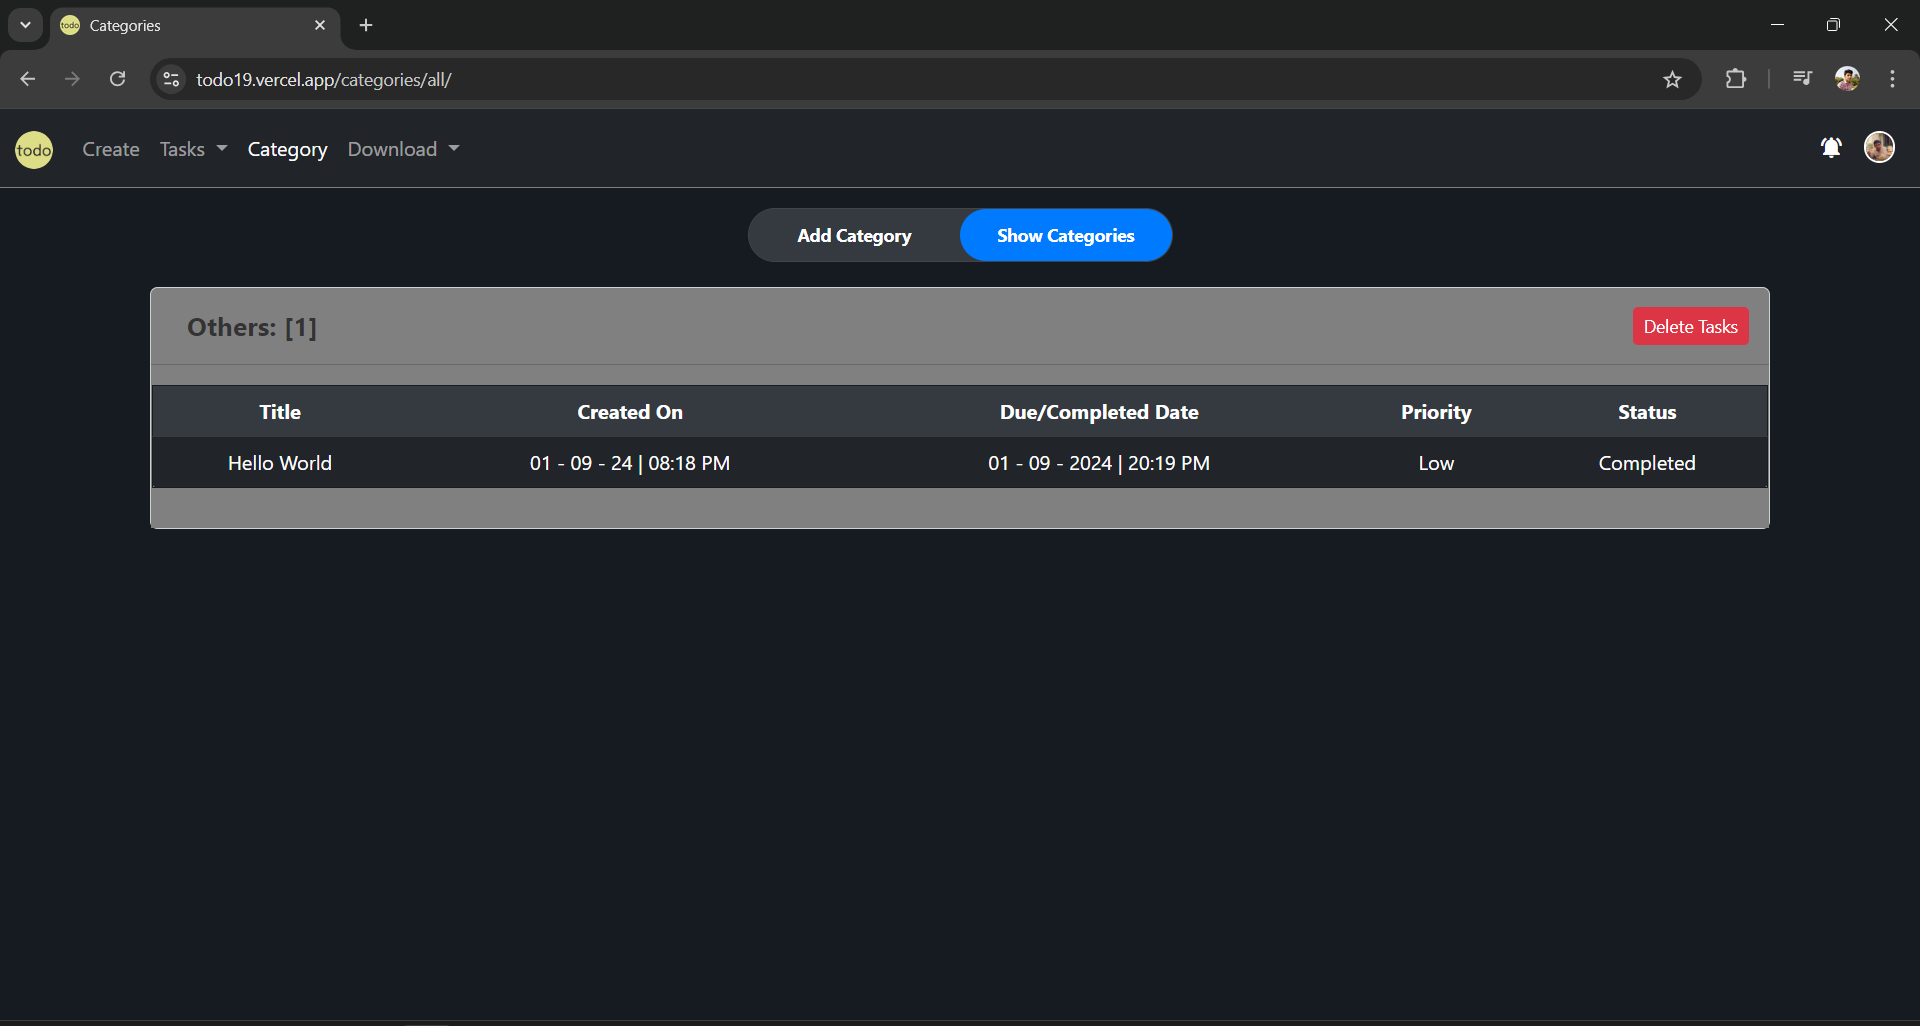 todo Categories
todo19.vercel.app/categories/all/
todo Create Tasks Category Download
Add Category Show Categories
Others: [1] Delete Tasks
Title Created On Due/Completed Date Priority Status
Hello World 01 - 09 - 24 | 08:18 PM 01 - 09 - 2024 | 20:19 PM Low Completed